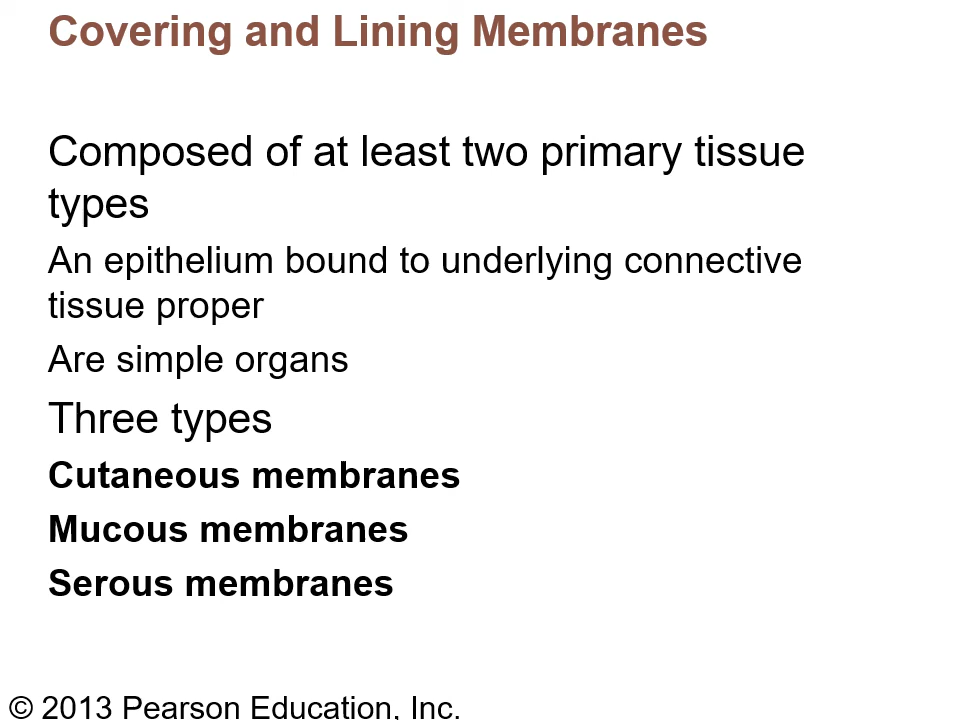 Covering and Lining Membranes
Composed of at least two primary tissue
types
An epithelium bound to underlying connective
tissue proper
Are simple organs
Three types
Cutaneous membranes
Mucous membranes
Serous membranes
© 2013 Pearson Education, Inc.